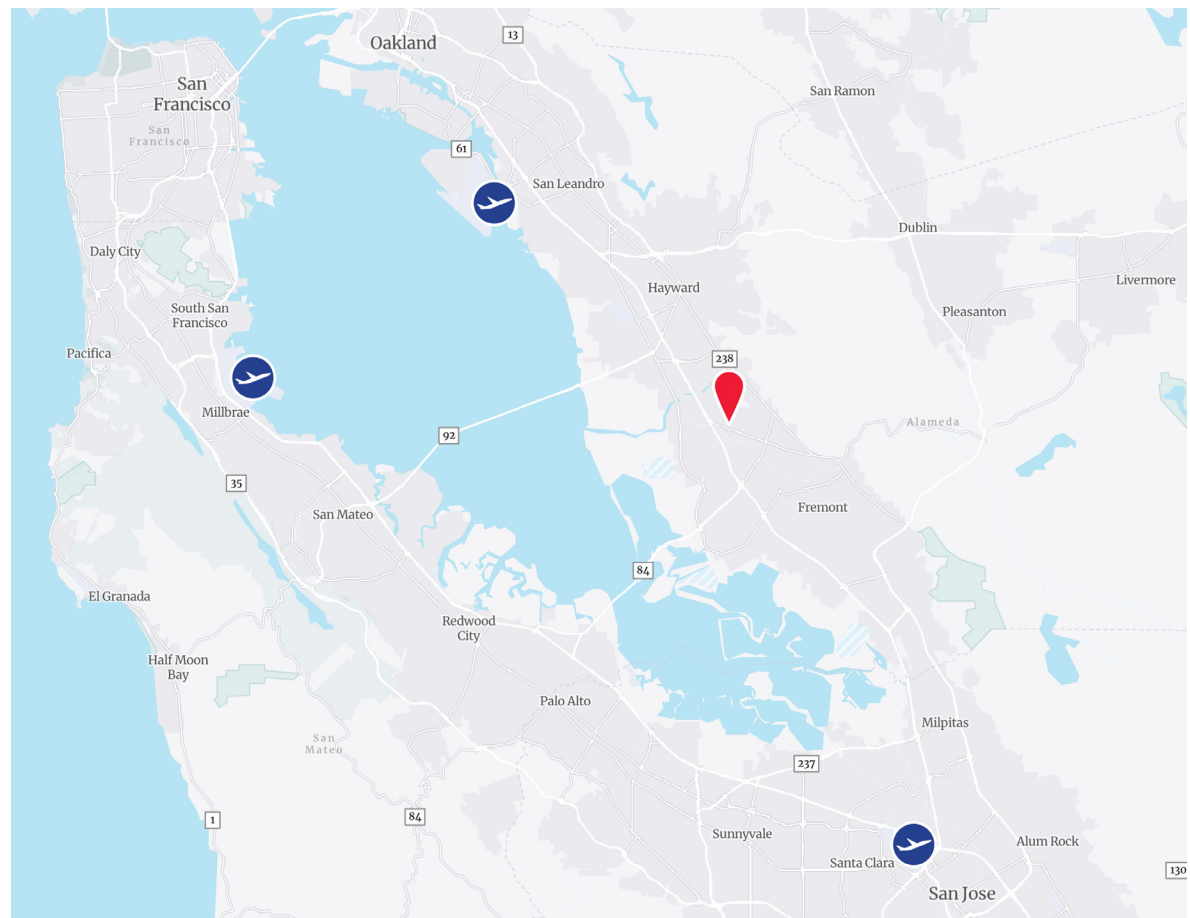 Oakland
13
San
Francisco
San Ramon
San
Francisco
61
San Leandro
Dublin
Daly City
Livermore
Hayward
South San
Francisco
Pleasanton
Pacifica
238
Millbrae
Alameda
92
35
San Mateo
Fremont
84
El Granada
Redwood
City
Half Moon
Bay
Palo Alto
Milpitas
San
Mateo
237
84
1
Sunnyvale
Alum Rock
Santa Clara
130
San Jose